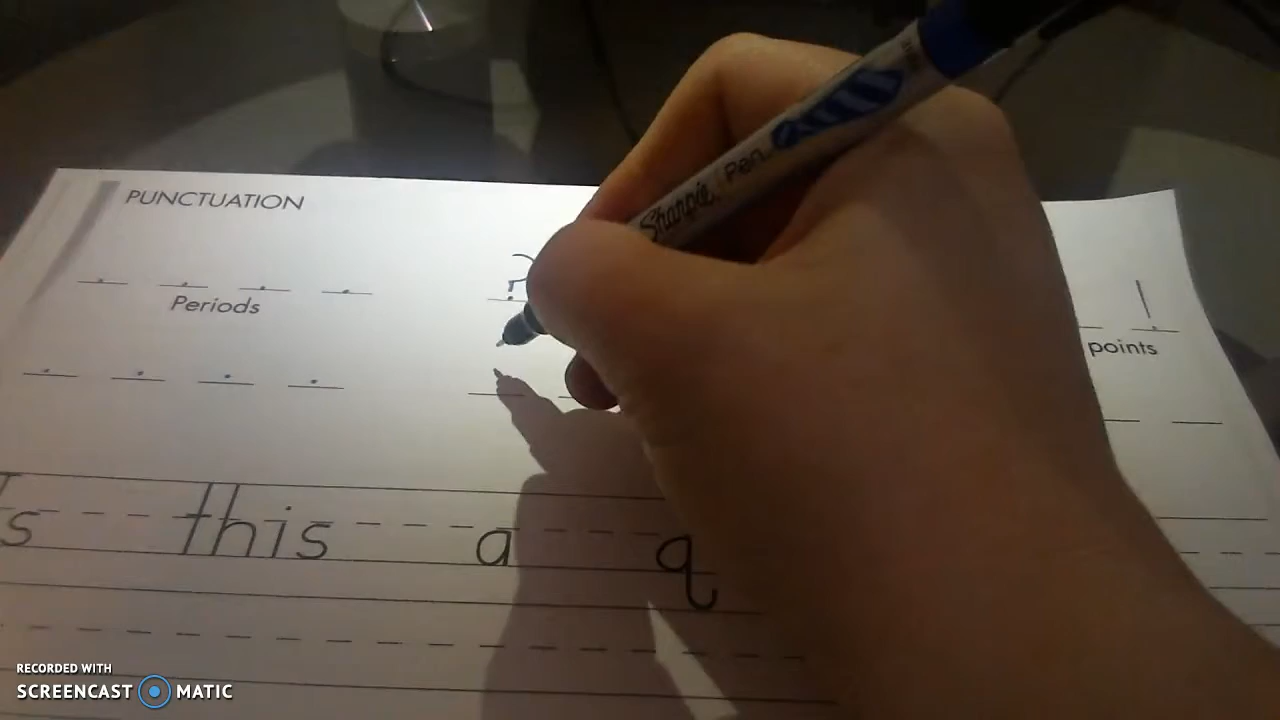 PUNCTUATION
. . . . ? !
Periods points
. . . .
s this a q
Sharpie. Pen
RECORDED WITH
SCREENCAST MATIC